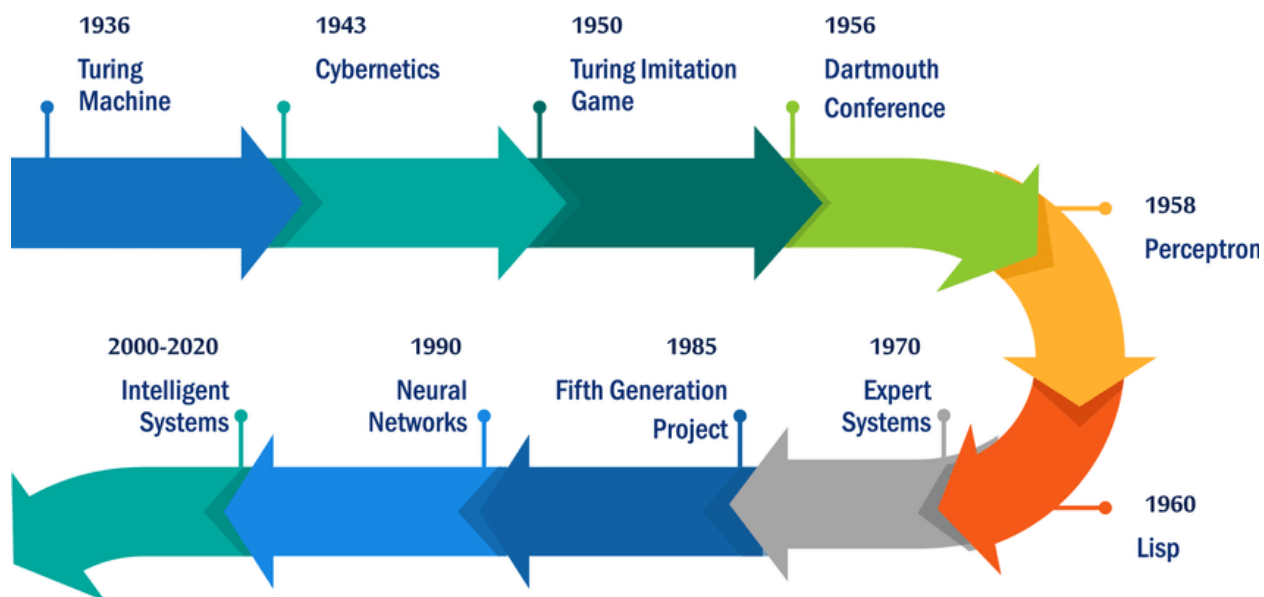 1936
Turing
Machine
1943
Cybernetics
1950
Turing Imitation
Game
1956
Dartmouth
Conference
1958
Perceptron
1960
Lisp
1970
Expert
Systems
1985
Fifth Generation
Project
1990
Neural
Networks
2000-2020
Intelligent
Systems